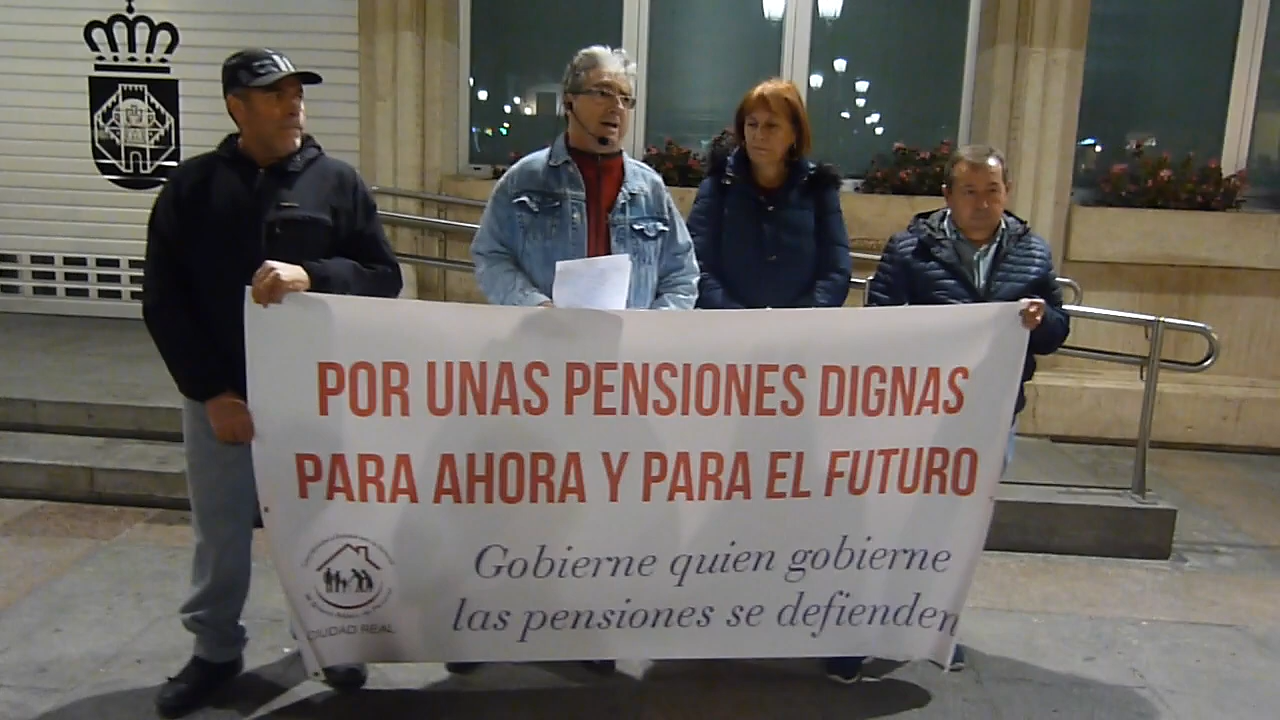 POR UNAS PENSIONES DIGNAS
PARA AHORA Y PARA EL FUTURO
Gobierne quien gobierne
las pensiones se defienden
CIUDAD REAL